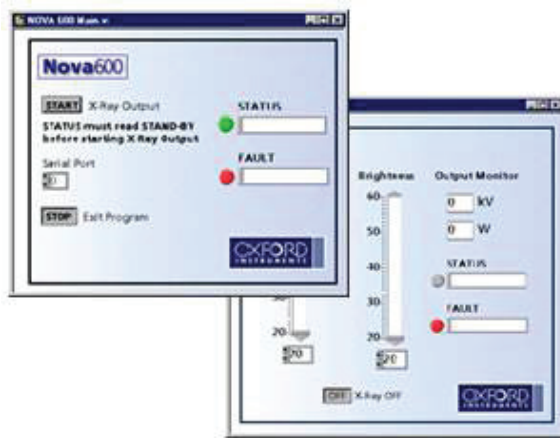 NOVA 600 Main vi
Nova600
START X-Ray Output
STATUS must read STAND-BY
before starting X-Ray Output
STATUS
FAULT
Serial Port
0
STOP Exit Program
OXFORD
INSTRUMENTS
Brightness
Output Monitor
60
0 kV
50
0 W
40
STATUS
30
30
FAULT
20
20
20
20
OFF X-Ray OFF
OXFORD
INSTRUMENTS